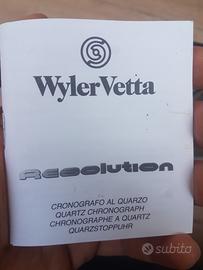 WylerVetta
Resolution
CRONOGRAFO AL QUARZO
QUARTZ CHRONOGRAPH
CHRONOGRAPHE A QUARTZ
QUARZSTOPPUHR
subito